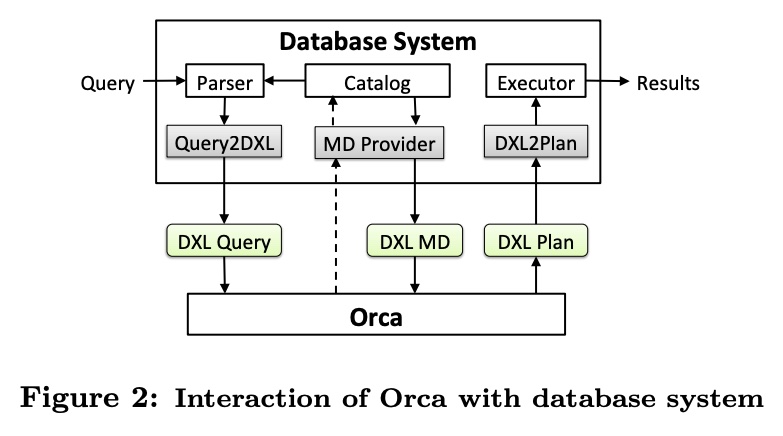 Database System
Query
Parser
Catalog
Executor
Results
Query2DXL
MD Provider
DXL2Plan
DXL Query
DXL MD
DXL Plan
Orca
Figure 2: Interaction of Orca with database system